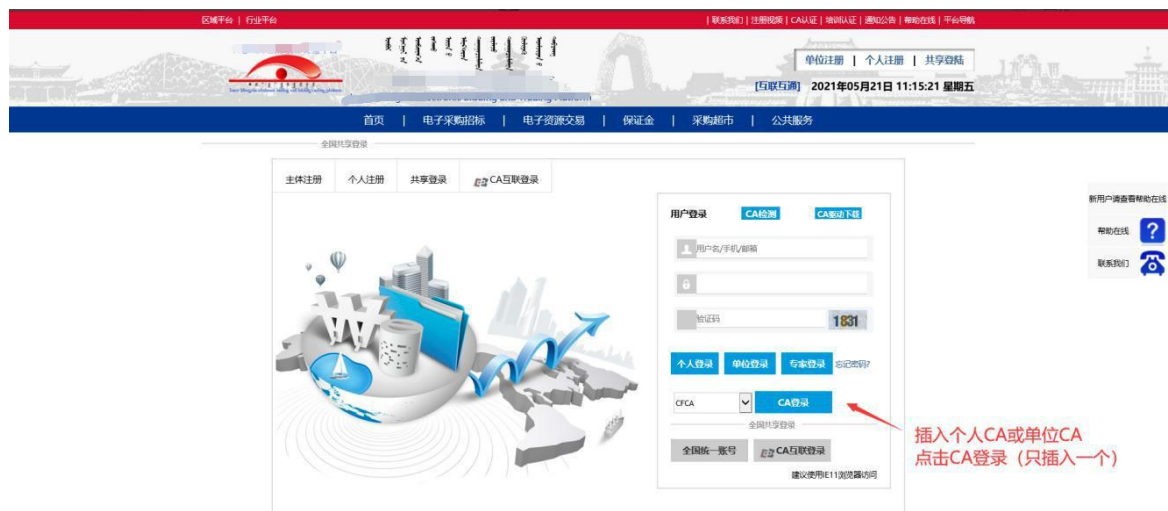 区域平台 | 行业平台
| 联系我们 | 注册视频 | CA认证 | 培训认证 | 通知公告 | 帮助在线 | 平台导航
单位注册 | 个人注册 | 共享登陆
[互联互通] 2021年05月21日 11:15:21 星期五
首页 | 电子采购招标 | 电子资源交易 | 保证金 | 采购超市 | 公共服务
全国共享登录
主体注册 个人注册 共享登录 CA互联登录
用户登录 CA检测 CA驱动下载
用户名/手机/邮箱
验证码 1831
个人登录 单位登录 专家登录 忘记密码?
CFCA CA登录
全国共享登录
全国统一账号 CA互联登录
建议使用IE11浏览器访问
插入个人CA或单位CA
点击CA登录（只插入一个）
新用户请查看帮助在线
帮助在线
联系我们